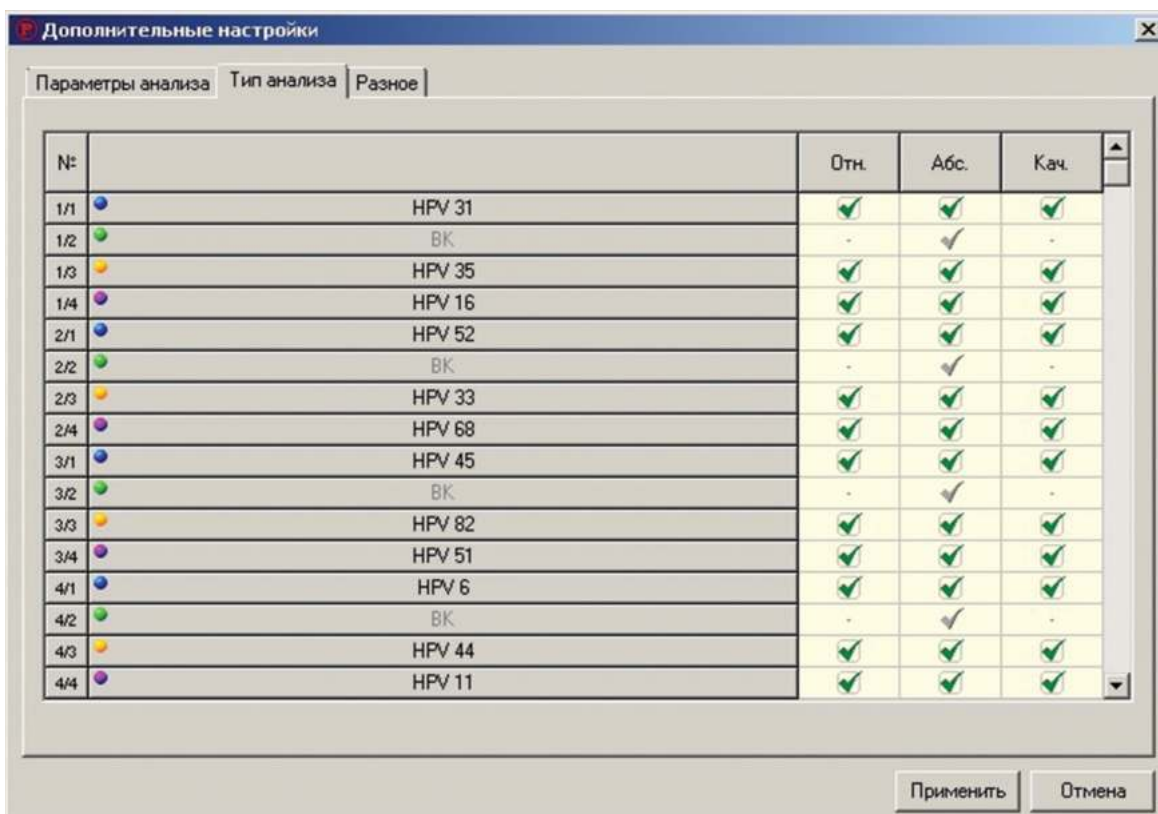 Дополнительные настройки
Параметры анализа Тип анализа Разное
№ Отн. Абс. Кач.
1/1 HPV 31
1/2 ВК - -
1/3 HPV 35
1/4 HPV 16
2/1 HPV 52
2/2 ВК - -
2/3 HPV 33
2/4 HPV 68
3/1 HPV 45
3/2 ВК - -
3/3 HPV 82
3/4 HPV 51
4/1 HPV 6
4/2 ВК - -
4/3 HPV 44
4/4 HPV 11
Применить Отмена